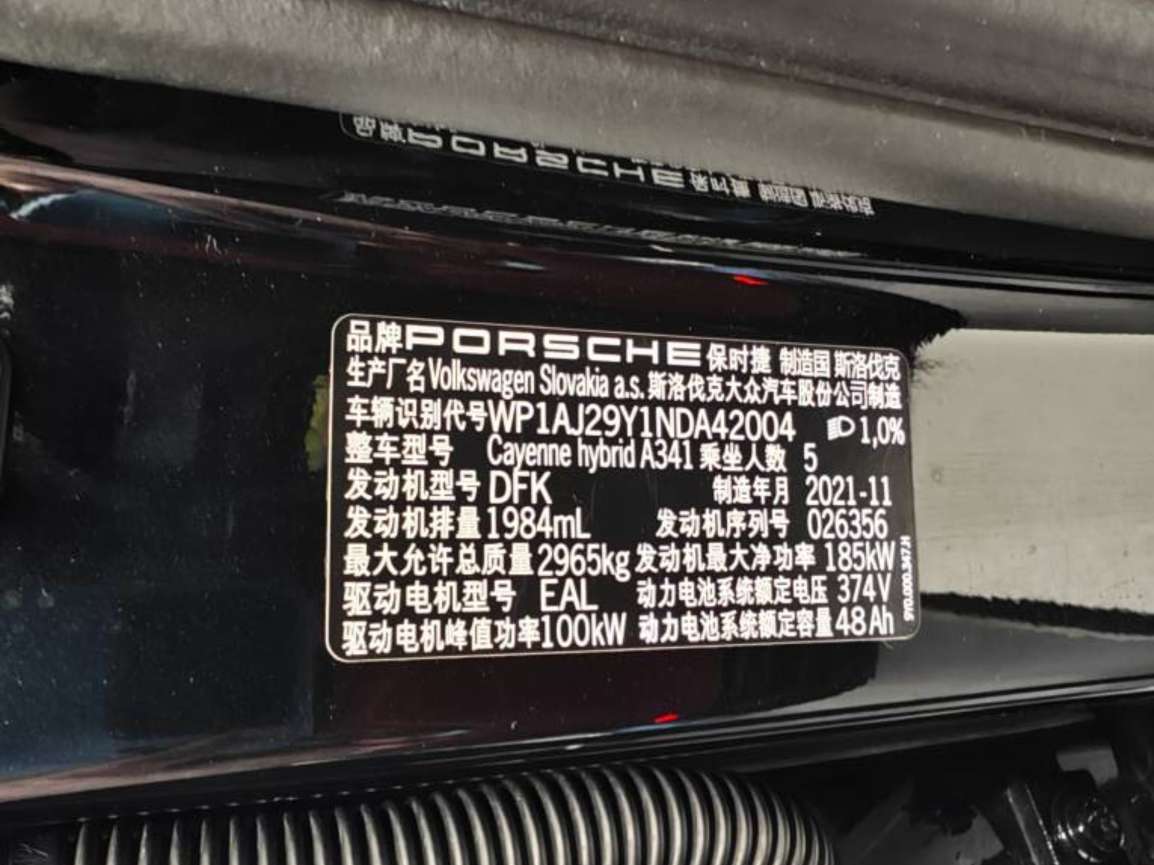 品牌PORSCHE保时捷 制造国 斯洛伐克
生产厂名Volkswagen Slovakia a.s.斯洛伐克大众汽车股份公司制造
车辆识别代号WP1AJ29Y1NDA42004 1,0%
整车型号 Cayenne hybrid A341 乘坐人数 5
发动机型号 DFK 制造年月 2021-11
发动机排量1984mL 发动机序列号 026356
最大允许总质量2965kg 发动机最大净功率 185kW
驱动电机型号 EAL 动力电池系统额定电压 374V
驱动电机峰值功率100kW 动力电池系统额定容量48Ah
9Y0.000.347.J1